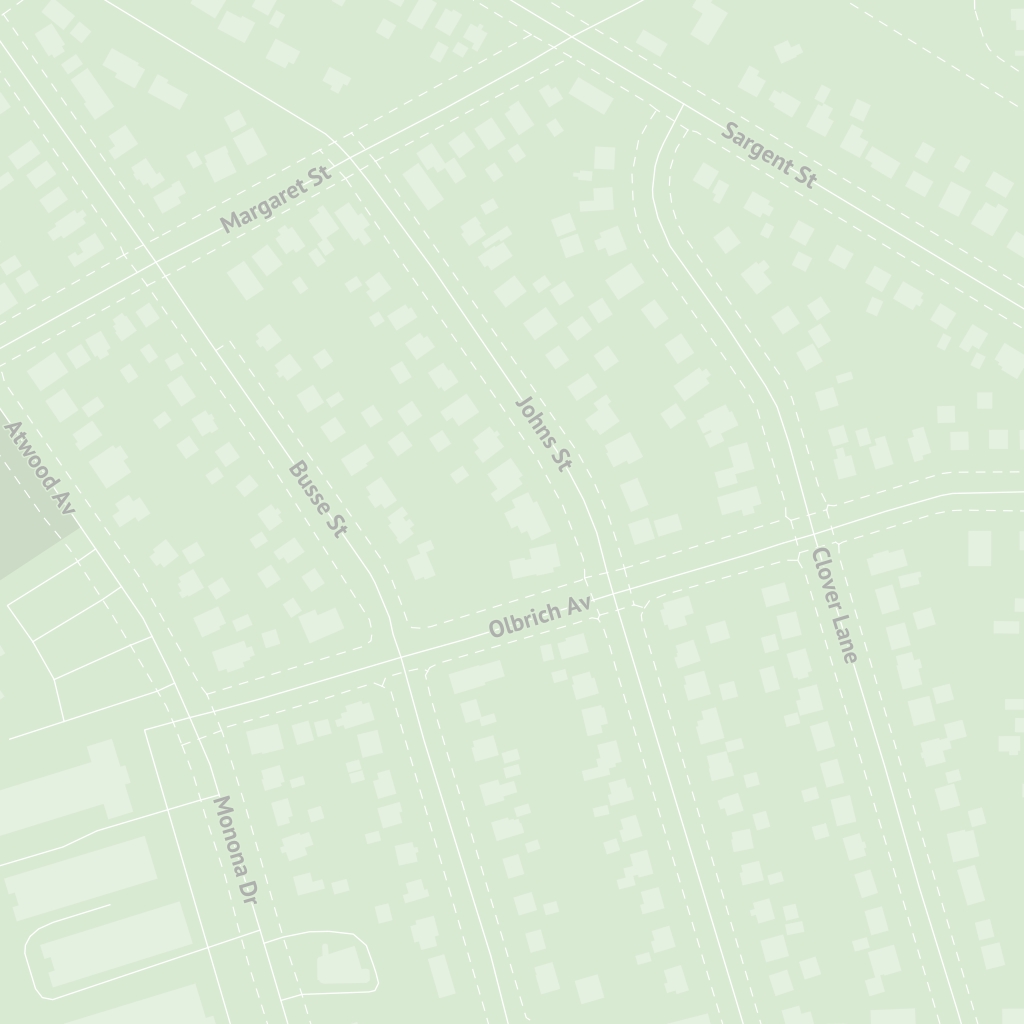 Sargent St
Margaret St
Johns St
Atwood Av
Busse St
Clover Lane
Olbrich Av
Monona Dr